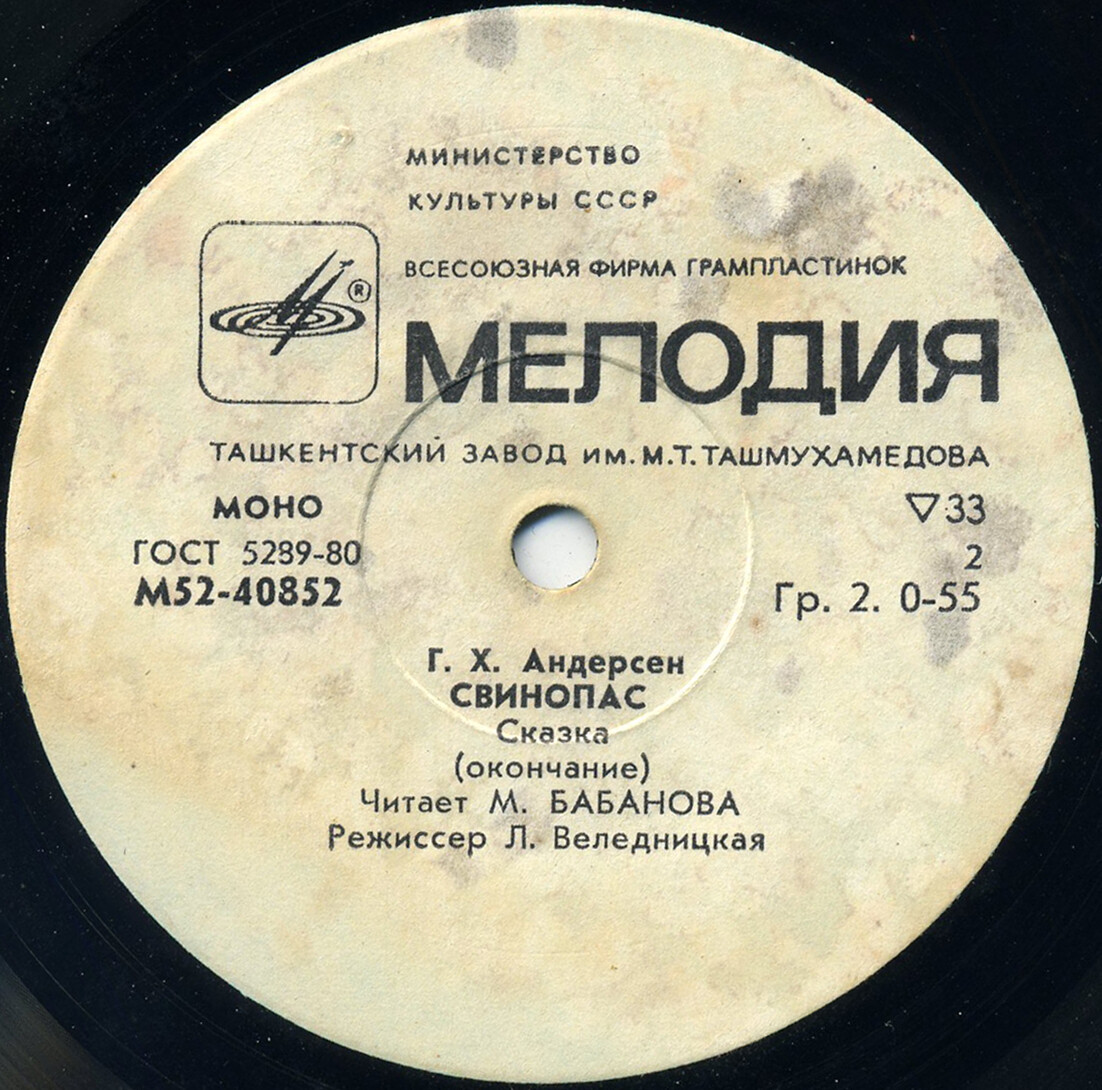 МИНИСТЕРСТВО
КУЛЬТУРЫ СССР
ВСЕСОЮЗНАЯ ФИРМА ГРАМПЛАСТИНОК
®
МЕЛОДИЯ
ТАШКЕНТСКИЙ ЗАВОД ИМ. М.Т. ТАШМУХАМЕДОВА
МОНО ▽33
ГОСТ 5289-80 2
М52-40852 Гр. 2. 0-55
Г. Х. Андерсен
СВИНОПАС
Сказка
(окончание)
Читает М. БАБАНОВА
Режиссер Л. Веледницкая